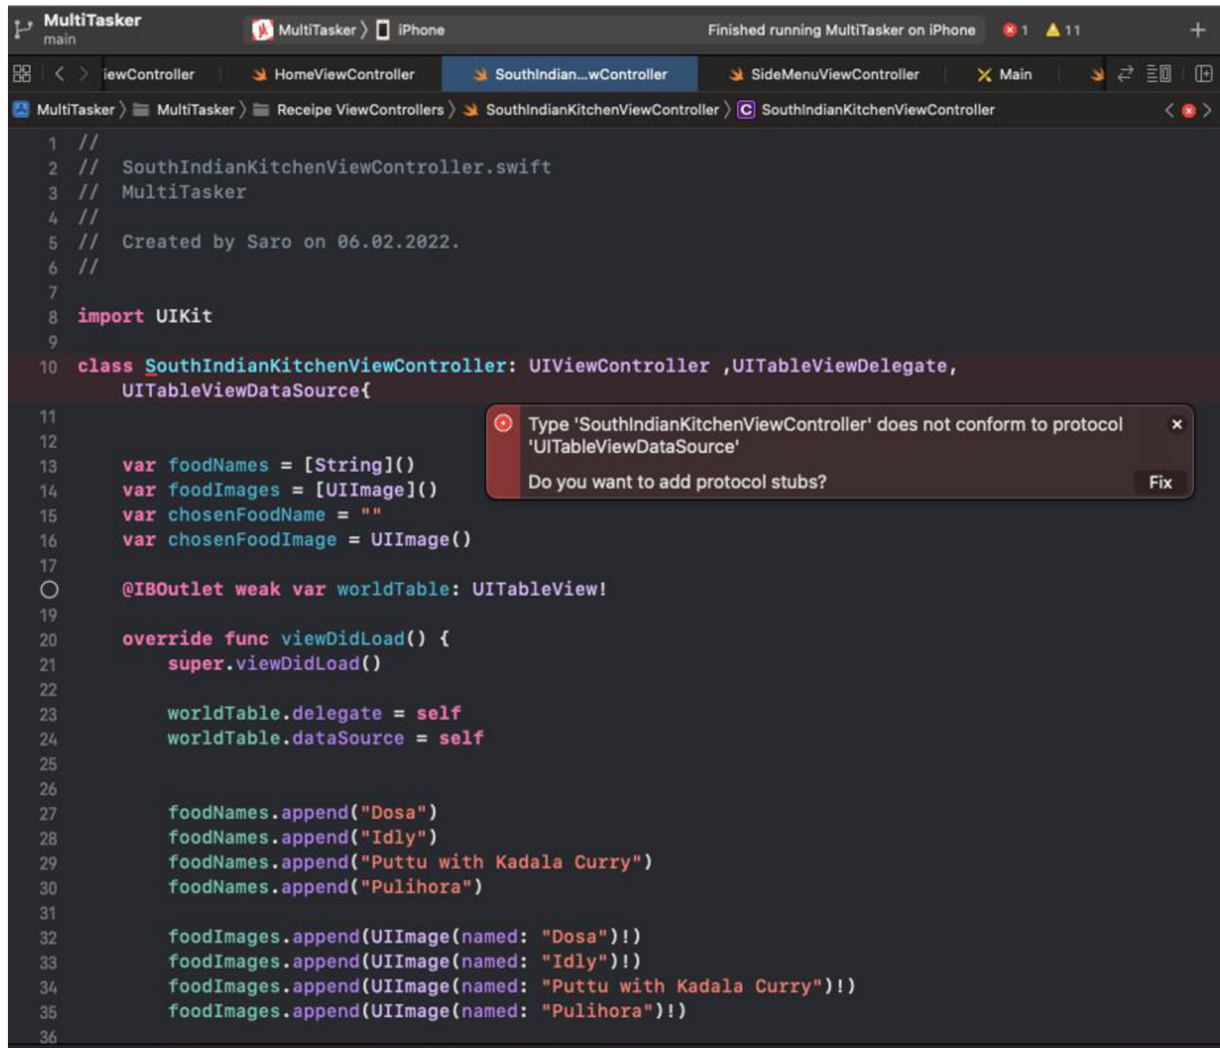 MultiTasker
main
MultiTasker 〉 iPhone
Finished running MultiTasker on iPhone
1
11
iewController
HomeViewController
SouthIndian...wController
SideMenuViewController
Main
MultiTasker 〉 MultiTasker 〉 Receipe ViewControllers 〉 SouthIndianKitchenViewController 〉 C SouthIndianKitchenViewController
1 //
2 //  SouthIndianKitchenViewController.swift
3 //  MultiTasker
4 //
5 //  Created by Saro on 06.02.2022.
6 //
7
8 import UIKit
9
10 class SouthIndianKitchenViewController: UIViewController ,UITableViewDelegate,
UITableViewDataSource{
11
Type 'SouthIndianKitchenViewController' does not conform to protocol
'UITableViewDataSource'
Do you want to add protocol stubs?
Fix
12
13 var foodNames = [String]()
14 var foodImages = [UIImage]()
15 var chosenFoodName = ""
16 var chosenFoodImage = UIImage()
17
@IBOutlet weak var worldTable: UITableView!
19
20 override func viewDidLoad() {
21 super.viewDidLoad()
22
23 worldTable.delegate = self
24 worldTable.dataSource = self
25
26
27 foodNames.append("Dosa")
28 foodNames.append("Idly")
29 foodNames.append("Puttu with Kadala Curry")
30 foodNames.append("Pulihora")
31
32 foodImages.append(UIImage(named: "Dosa")!)
33 foodImages.append(UIImage(named: "Idly")!)
34 foodImages.append(UIImage(named: "Puttu with Kadala Curry")!)
35 foodImages.append(UIImage(named: "Pulihora")!)
36